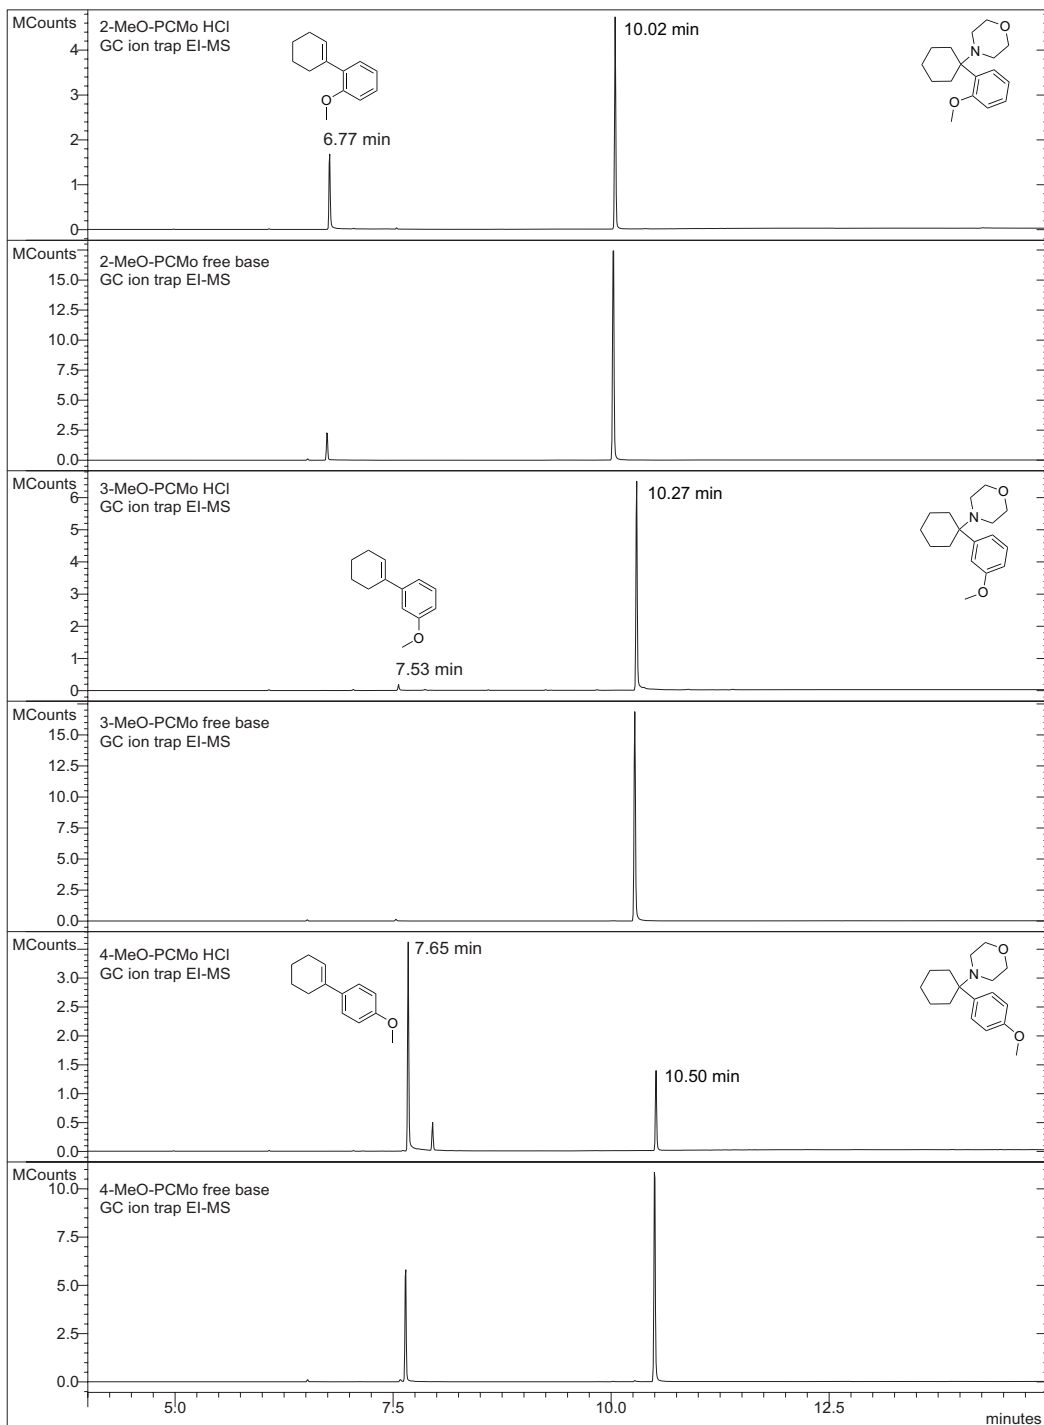 MCounts
2-MeO-PCMo HCl
GC ion trap EI-MS
10.02 min
6.77 min
N
O
O
O
4
3
2
1
0
MCounts
2-MeO-PCMo free base
GC ion trap EI-MS
15.0
12.5
10.0
7.5
5.0
2.5
0.0
MCounts
3-MeO-PCMo HCl
GC ion trap EI-MS
10.27 min
7.53 min
N
O
O
O
6
5
4
3
2
1
0
MCounts
3-MeO-PCMo free base
GC ion trap EI-MS
15.0
12.5
10.0
7.5
5.0
2.5
0.0
MCounts
4-MeO-PCMo HCl
GC ion trap EI-MS
7.65 min
10.50 min
N
O
O
O
3.0
2.5
2.0
1.5
1.0
0.5
0.0
MCounts
4-MeO-PCMo free base
GC ion trap EI-MS
10.0
7.5
5.0
2.5
0.0
5.0 7.5 10.0 12.5
minutes